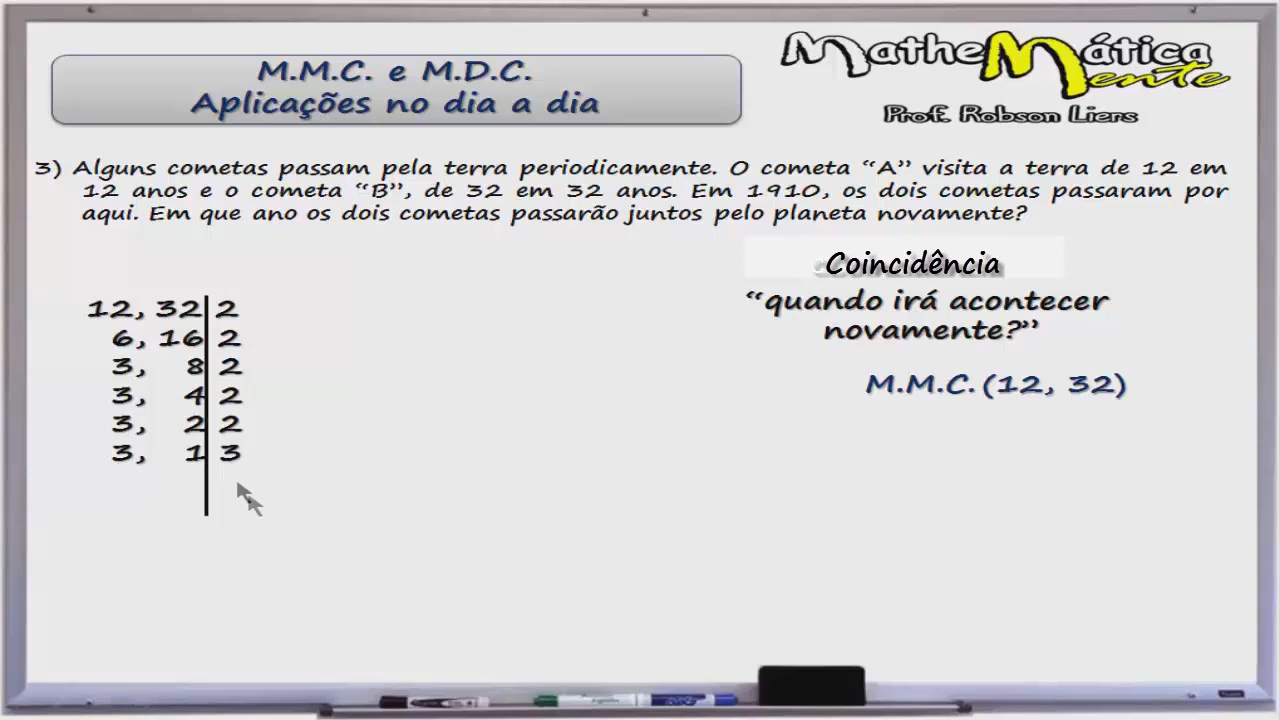 M.M.C. e M.D.C.
Aplicações no dia a dia
MatheMática
mente
Prof. Robson Liers
3) Alguns cometas passam pela terra periodicamente. O cometa “A” visita a terra de 12 em
12 anos e o cometa “B”, de 32 em 32 anos. Em 1910, os dois cometas passaram por
aqui. Em que ano os dois cometas passarão juntos pelo planeta novamente?
Coincidência
“quando irá acontecer
novamente?”
M.M.C.(12, 32)
12, 32 2
6, 16 2
3, 8 2
3, 4 2
3, 2 2
3, 1 3